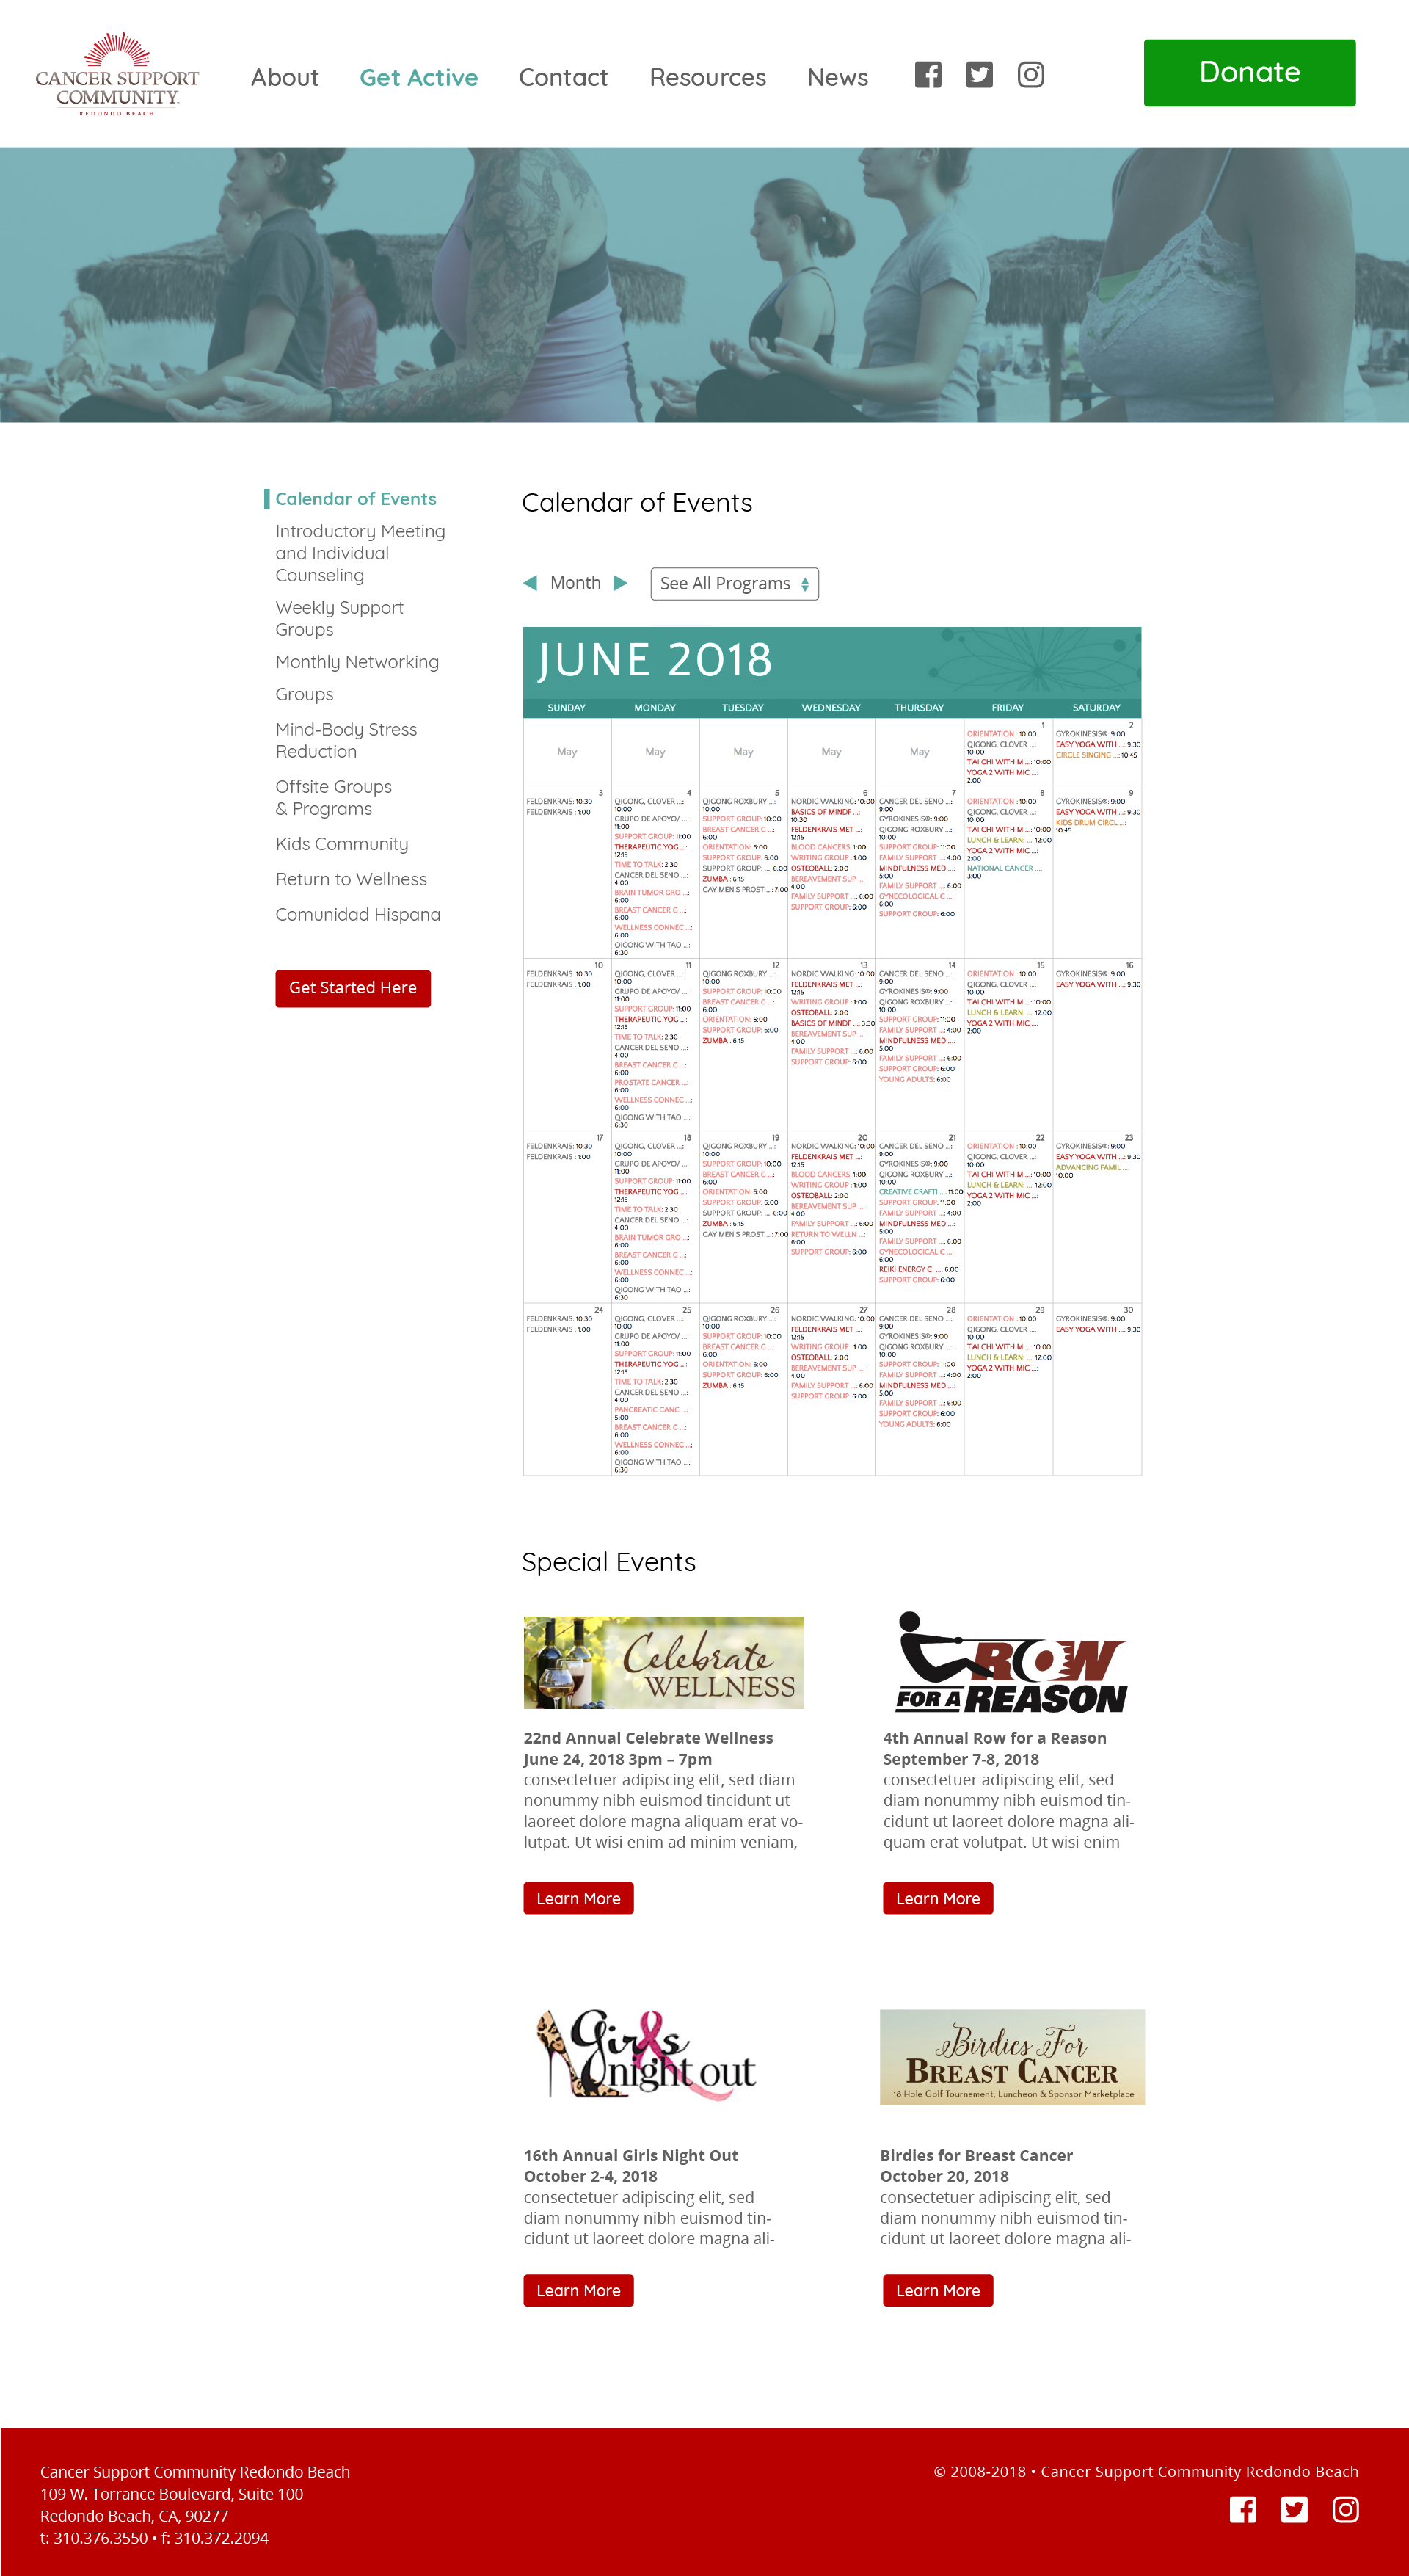 CANCER SUPPORT
COMMUNITY
REDONDO BEACH
About Get Active Contact Resources News
Donate
Calendar of Events
Introductory Meeting
and Individual
Counseling
Weekly Support
Groups
Monthly Networking
Groups
Mind-Body Stress
Reduction
Offsite Groups
& Programs
Kids Community
Return to Wellness
Comunidad Hispana
Get Started Here
Calendar of Events
Month See All Programs
JUNE 2018
SUNDAY MONDAY TUESDAY WEDNESDAY THURSDAY FRIDAY SATURDAY
May May May May May
1
ORIENTATION : 10:00
QIGONG, CLOVER ...:
10:00
T'AI CHI WITH M ...: 10:00
YOGA 2 WITH MIC ...:
2:00
2
GYROKINESIS®: 9:00
EASY YOGA WITH ...: 9:30
CIRCLE SINGING ...: 10:45
3
FELDENKRAIS: 10:30
FELDENKRAIS : 1:00
4
QIGONG, CLOVER ...:
10:00
GRUPO DE APOYO/ ...:
11:00
SUPPORT GROUP: 11:00
THERAPEUTIC YOG ...:
12:15
TIME TO TALK: 2:30
CANCER DEL SENO ...:
4:00
BRAIN TUMOR GRO ...:
6:00
BREAST CANCER G ...:
6:00
WELLNESS CONNEC ...:
6:00
QIGONG WITH TAO ...:
6:30
5
QIGONG ROXBURY ...:
10:00
SUPPORT GROUP: 10:00
BREAST CANCER G ...:
6:00
ORIENTATION: 6:00
SUPPORT GROUP: 6:00
SUPPORT GROUP: ...: 6:00
ZUMBA : 6:15
GAY MEN'S PROST ...: 7:00
6
NORDIC WALKING: 10:00
BASICS OF MINDF ...:
10:30
FELDENKRAIS MET ...:
12:15
BLOOD CANCERS: 1:00
WRITING GROUP : 1:00
OSTEOBALL: 2:00
BEREAVEMENT SUP ...:
4:00
FAMILY SUPPORT ...: 6:00
SUPPORT GROUP: 6:00
7
CANCER DEL SENO ...:
9:00
GYROKINESIS®: 9:00
QIGONG ROXBURY ...:
10:00
SUPPORT GROUP: 11:00
FAMILY SUPPORT ...: 4:00
MINDFULNESS MED ...:
5:00
FAMILY SUPPORT ...: 6:00
GYNECOLOGICAL C ...:
6:00
SUPPORT GROUP: 6:00
8
ORIENTATION : 10:00
QIGONG, CLOVER ...:
10:00
T'AI CHI WITH M ...: 10:00
LUNCH & LEARN: ...: 12:00
YOGA 2 WITH MIC ...:
2:00
NATIONAL CANCER ...:
3:00
9
GYROKINESIS®: 9:00
EASY YOGA WITH ...: 9:30
KIDS DRUM CIRCL ...:
10:45
10
FELDENKRAIS: 10:30
FELDENKRAIS : 1:00
11
QIGONG, CLOVER ...:
10:00
GRUPO DE APOYO/ ...:
11:00
SUPPORT GROUP: 11:00
THERAPEUTIC YOG ...:
12:15
TIME TO TALK: 2:30
CANCER DEL SENO ...:
4:00
BREAST CANCER G ...:
6:00
PROSTATE CANCER ...:
6:00
WELLNESS CONNEC ...:
6:00
QIGONG WITH TAO ...:
6:30
12
QIGONG ROXBURY ...:
10:00
SUPPORT GROUP: 10:00
BREAST CANCER G ...:
6:00
ORIENTATION: 6:00
SUPPORT GROUP: 6:00
ZUMBA : 6:15
13
NORDIC WALKING: 10:00
FELDENKRAIS MET ...:
12:15
WRITING GROUP : 1:00
OSTEOBALL: 2:00
BASICS OF MINDF ...: 3:30
BEREAVEMENT SUP ...:
4:00
FAMILY SUPPORT ...: 6:00
SUPPORT GROUP: 6:00
14
CANCER DEL SENO ...:
9:00
GYROKINESIS®: 9:00
QIGONG ROXBURY ...:
10:00
SUPPORT GROUP: 11:00
FAMILY SUPPORT ...: 4:00
MINDFULNESS MED ...:
5:00
FAMILY SUPPORT ...: 6:00
SUPPORT GROUP: 6:00
YOUNG ADULTS: 6:00
15
ORIENTATION : 10:00
QIGONG, CLOVER ...:
10:00
T'AI CHI WITH M ...: 10:00
LUNCH & LEARN: ...: 12:00
YOGA 2 WITH MIC ...:
2:00
16
GYROKINESIS®: 9:00
EASY YOGA WITH ...: 9:30
17
FELDENKRAIS: 10:30
FELDENKRAIS : 1:00
18
QIGONG, CLOVER ...:
10:00
GRUPO DE APOYO/ ...:
11:00
SUPPORT GROUP: 11:00
THERAPEUTIC YOG ...:
12:15
TIME TO TALK: 2:30
CANCER DEL SENO ...:
4:00
BRAIN TUMOR GRO ...:
6:00
BREAST CANCER G ...:
6:00
WELLNESS CONNEC ...:
6:00
QIGONG WITH TAO ...:
6:30
19
QIGONG ROXBURY ...:
10:00
SUPPORT GROUP: 10:00
BREAST CANCER G ...:
6:00
ORIENTATION: 6:00
SUPPORT GROUP: 6:00
SUPPORT GROUP: ...: 6:00
ZUMBA : 6:15
GAY MEN'S PROST ...: 7:00
20
NORDIC WALKING: 10:00
FELDENKRAIS MET ...:
12:15
BLOOD CANCERS: 1:00
WRITING GROUP : 1:00
OSTEOBALL: 2:00
BEREAVEMENT SUP ...:
4:00
FAMILY SUPPORT ...: 6:00
RETURN TO WELLN ...:
6:00
SUPPORT GROUP: 6:00
21
CANCER DEL SENO ...:
9:00
GYROKINESIS®: 9:00
QIGONG ROXBURY ...:
10:00
CREATIVE CRAFTI ...: 11:00
SUPPORT GROUP: 11:00
FAMILY SUPPORT ...: 4:00
MINDFULNESS MED ...:
5:00
FAMILY SUPPORT ...: 6:00
GYNECOLOGICAL C ...:
6:00
REIKI ENERGY CI ...: 6:00
SUPPORT GROUP: 6:00
22
ORIENTATION : 10:00
QIGONG, CLOVER ...:
10:00
T'AI CHI WITH M ...: 10:00
LUNCH & LEARN: ...: 12:00
YOGA 2 WITH MIC ...:
2:00
23
GYROKINESIS®: 9:00
EASY YOGA WITH ...: 9:30
ADVANCING FAMIL ...:
10:00
24
FELDENKRAIS: 10:30
FELDENKRAIS : 1:00
25
QIGONG, CLOVER ...:
10:00
GRUPO DE APOYO/ ...:
11:00
SUPPORT GROUP: 11:00
THERAPEUTIC YOG ...:
12:15
TIME TO TALK: 2:30
CANCER DEL SENO ...:
4:00
PANCREATIC CANC ...:
5:00
BREAST CANCER G ...:
6:00
WELLNESS CONNEC ...:
6:00
QIGONG WITH TAO ...:
6:30
26
QIGONG ROXBURY ...:
10:00
SUPPORT GROUP: 10:00
BREAST CANCER G ...:
6:00
ORIENTATION: 6:00
SUPPORT GROUP: 6:00
ZUMBA : 6:15
27
NORDIC WALKING: 10:00
FELDENKRAIS MET ...:
12:15
WRITING GROUP : 1:00
OSTEOBALL: 2:00
BEREAVEMENT SUP ...:
4:00
FAMILY SUPPORT ...: 6:00
SUPPORT GROUP: 6:00
28
CANCER DEL SENO ...:
9:00
GYROKINESIS®: 9:00
QIGONG ROXBURY ...:
10:00
SUPPORT GROUP: 11:00
FAMILY SUPPORT ...: 4:00
MINDFULNESS MED ...:
5:00
FAMILY SUPPORT ...: 6:00
SUPPORT GROUP: 6:00
YOUNG ADULTS: 6:00
29
ORIENTATION : 10:00
QIGONG, CLOVER ...:
10:00
T'AI CHI WITH M ...: 10:00
LUNCH & LEARN: ...: 12:00
YOGA 2 WITH MIC ...:
2:00
30
GYROKINESIS®: 9:00
EASY YOGA WITH ...: 9:30
Special Events
Celebrate
WELLNESS
22nd Annual Celebrate Wellness
June 24, 2018 3pm – 7pm
consectetuer adipiscing elit, sed diam
nonummy nibh euismod tincidunt ut
laoreet dolore magna aliquam erat vo-
lutpat. Ut wisi enim ad minim veniam,
Learn More
ROW
FOR A REASON
4th Annual Row for a Reason
September 7-8, 2018
consectetuer adipiscing elit, sed
diam nonummy nibh euismod tin-
cidunt ut laoreet dolore magna ali-
quam erat volutpat. Ut wisi enim
Learn More
Girls
night out
16th Annual Girls Night Out
October 2-4, 2018
consectetuer adipiscing elit, sed
diam nonummy nibh euismod tin-
cidunt ut laoreet dolore magna ali-
Learn More
Birdies For
BREAST CANCER
18 Hole Golf Tournament, Luncheon & Sponsor Marketplace
Birdies for Breast Cancer
October 20, 2018
consectetuer adipiscing elit, sed
diam nonummy nibh euismod tin-
cidunt ut laoreet dolore magna ali-
Learn More
Cancer Support Community Redondo Beach
109 W. Torrance Boulevard, Suite 100
Redondo Beach, CA, 90277
t: 310.376.3550 • f: 310.372.2094
© 2008-2018 • Cancer Support Community Redondo Beach